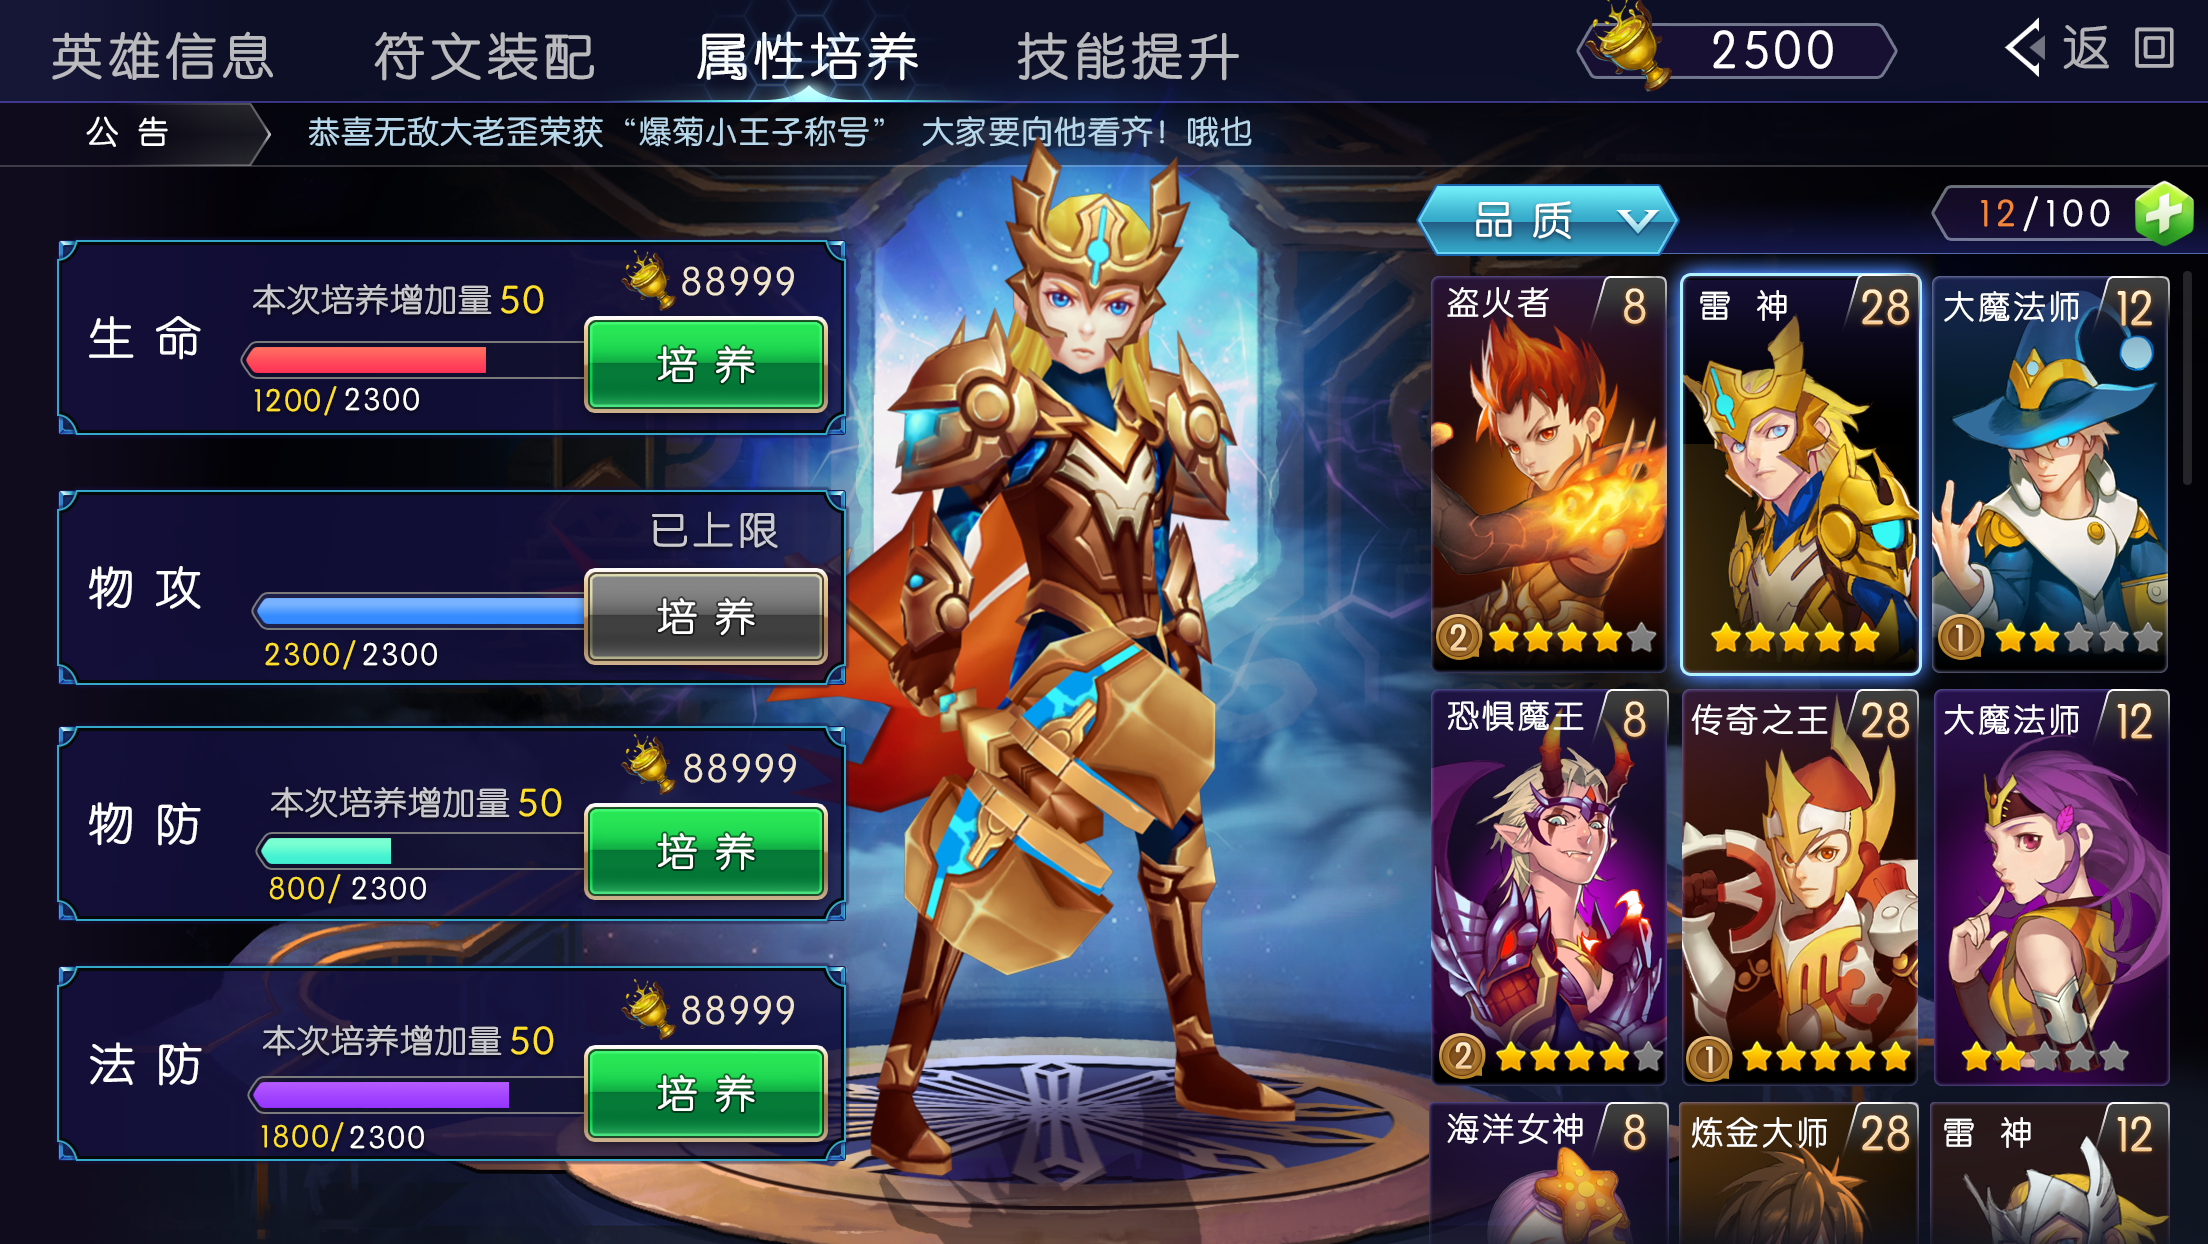 英雄信息 符文装配 属性培养 技能提升 2500 返回
公告 恭喜无敌大老歪荣获“爆菊小王子称号” 大家要向他看齐！哦也
品质 12/100
生命 本次培养增加量 50 88999
1200/2300 培养
物攻 已上限
2300/2300 培养
物防 本次培养增加量 50 88999
800/2300 培养
法防 本次培养增加量 50 88999
1800/2300 培养
盗火者 8 雷神 28 大魔法师 12
2 1
恐惧魔王 8 传奇之王 28 大魔法师 12
2 1
海洋女神 8 炼金大师 28 雷神 12